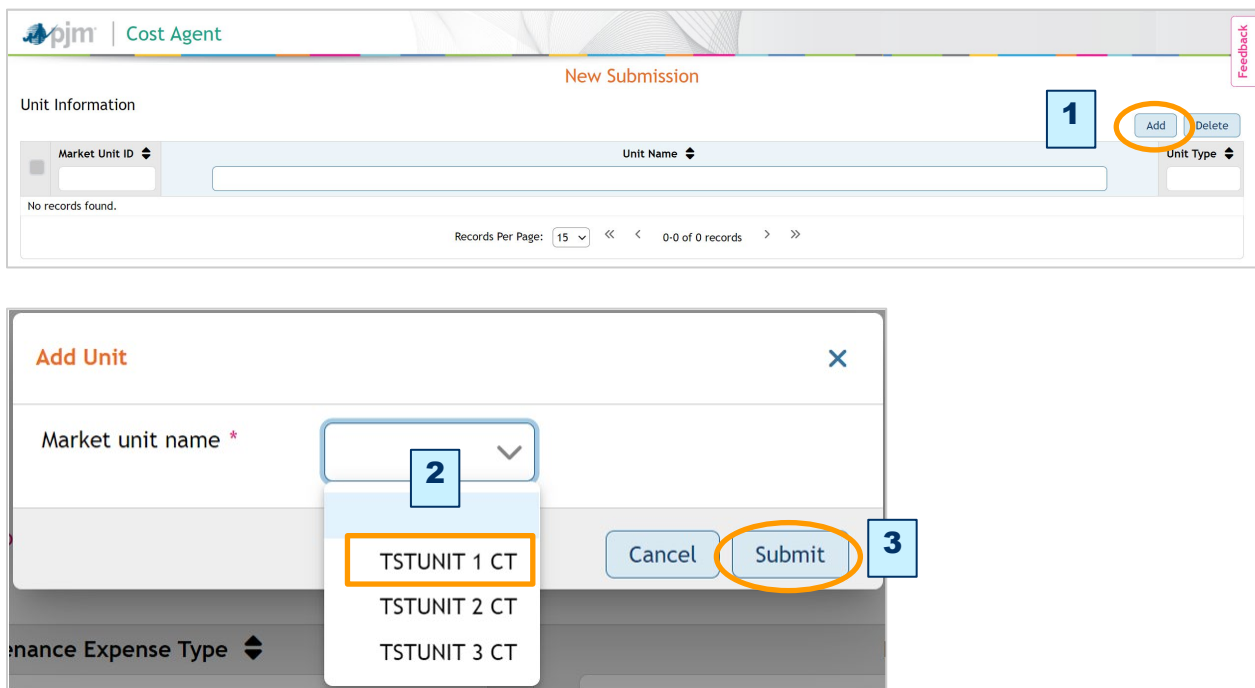 pjm Cost Agent
Feedback
New Submission
Unit Information
1
Add Delete
Market Unit ID Unit Name Unit Type
No records found.
Records Per Page: 15 0-0 of 0 records
Add Unit
Market unit name *
2
TSTUNIT 1 CT
TSTUNIT 2 CT
TSTUNIT 3 CT
Cancel Submit
3
enance Expense Type